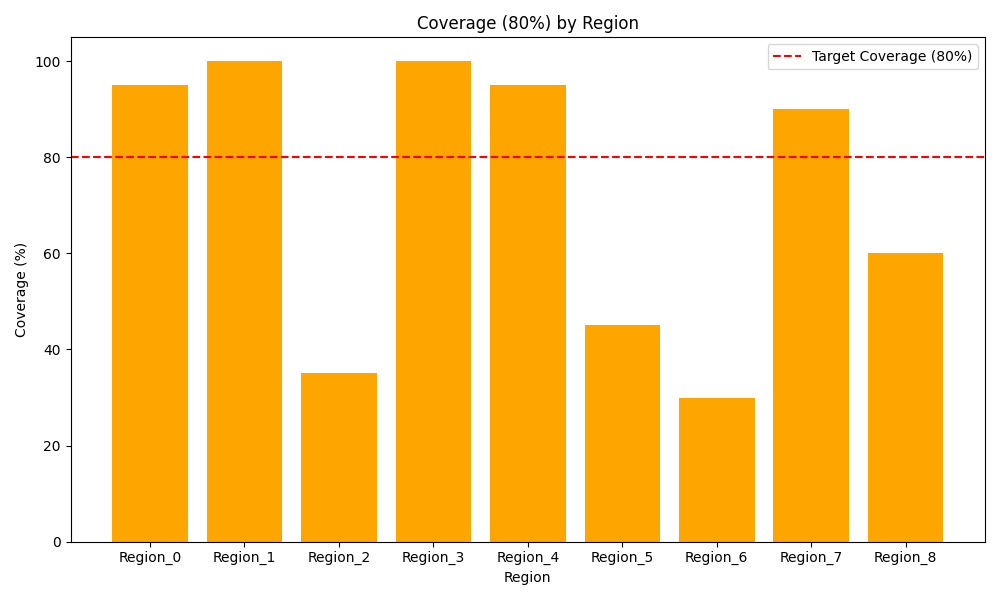 Coverage (80%) by Region
Target Coverage (80%)
Coverage (%)
100
80
60
40
20
0
Region_0 Region_1 Region_2 Region_3 Region_4 Region_5 Region_6 Region_7 Region_8
Region